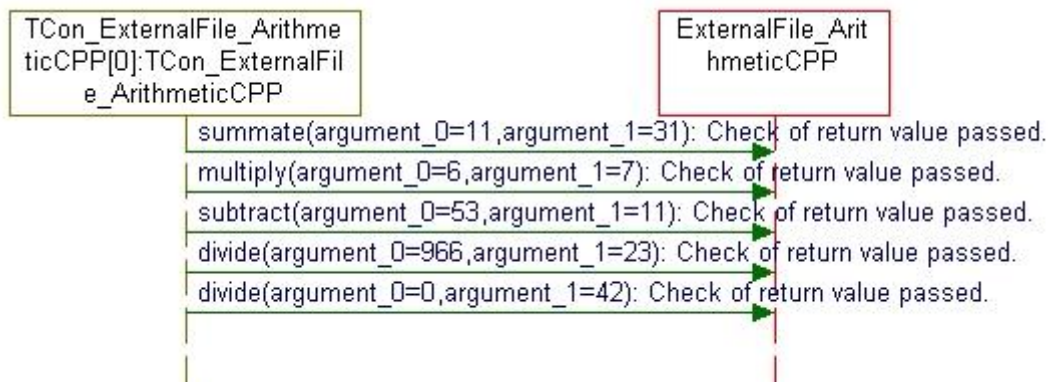 TCon_ExternalFile_Arithme
ticCPP[0]:TCon_ExternalFil
e_ArithmeticCPP
ExternalFile_Arit
hmeticCPP
summate(argument_0=11,argument_1=31): Check of return value passed.
multiply(argument_0=6,argument_1=7): Check of return value passed.
subtract(argument_0=53,argument_1=11): Check of return value passed.
divide(argument_0=966,argument_1=23): Check of return value passed.
divide(argument_0=0,argument_1=42): Check of return value passed.